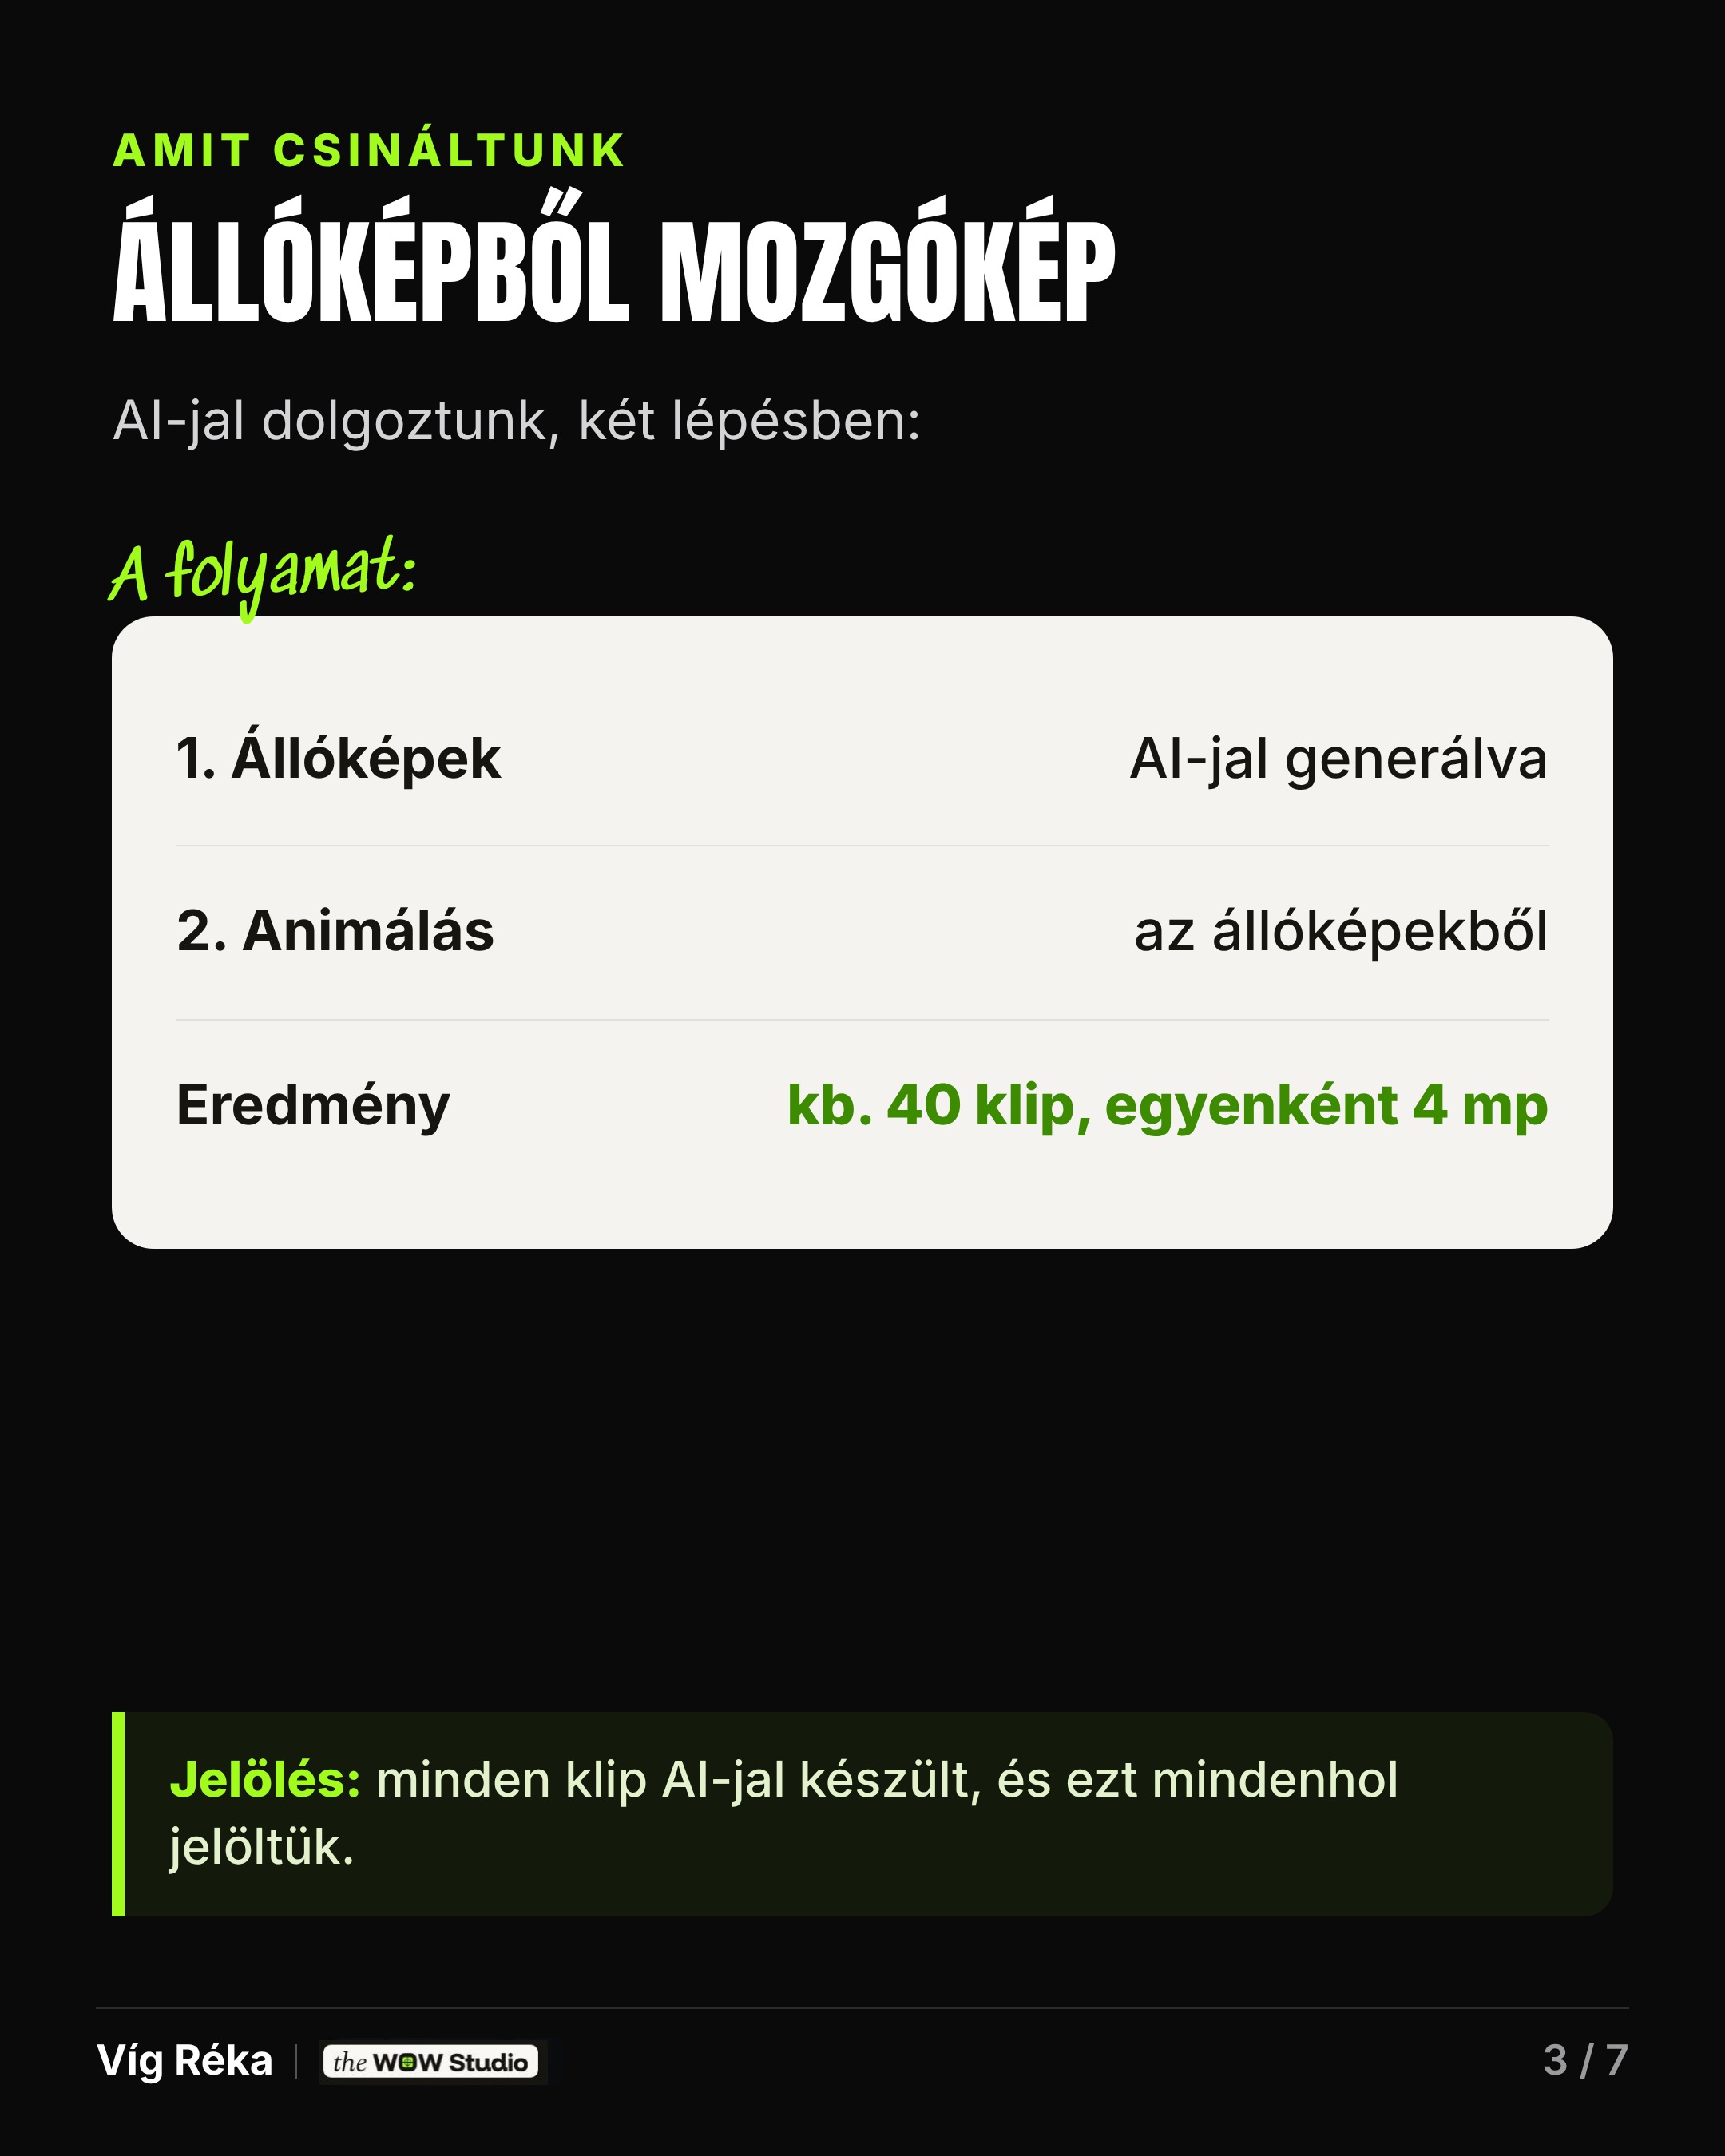 AMIT CSINÁLTUNK
ÁLLÓKÉPBŐL MOZGÓKÉP
AI-jal dolgoztunk, két lépésben:
A folyamat:
1. Állóképek AI-jal generálva
2. Animálás az állóképekből
Eredmény kb. 40 klip, egyenként 4 mp
Jelölés: minden klip AI-jal készült, és ezt mindenhol
jelöltük.
Víg Réka the WOW Studio 3 / 7